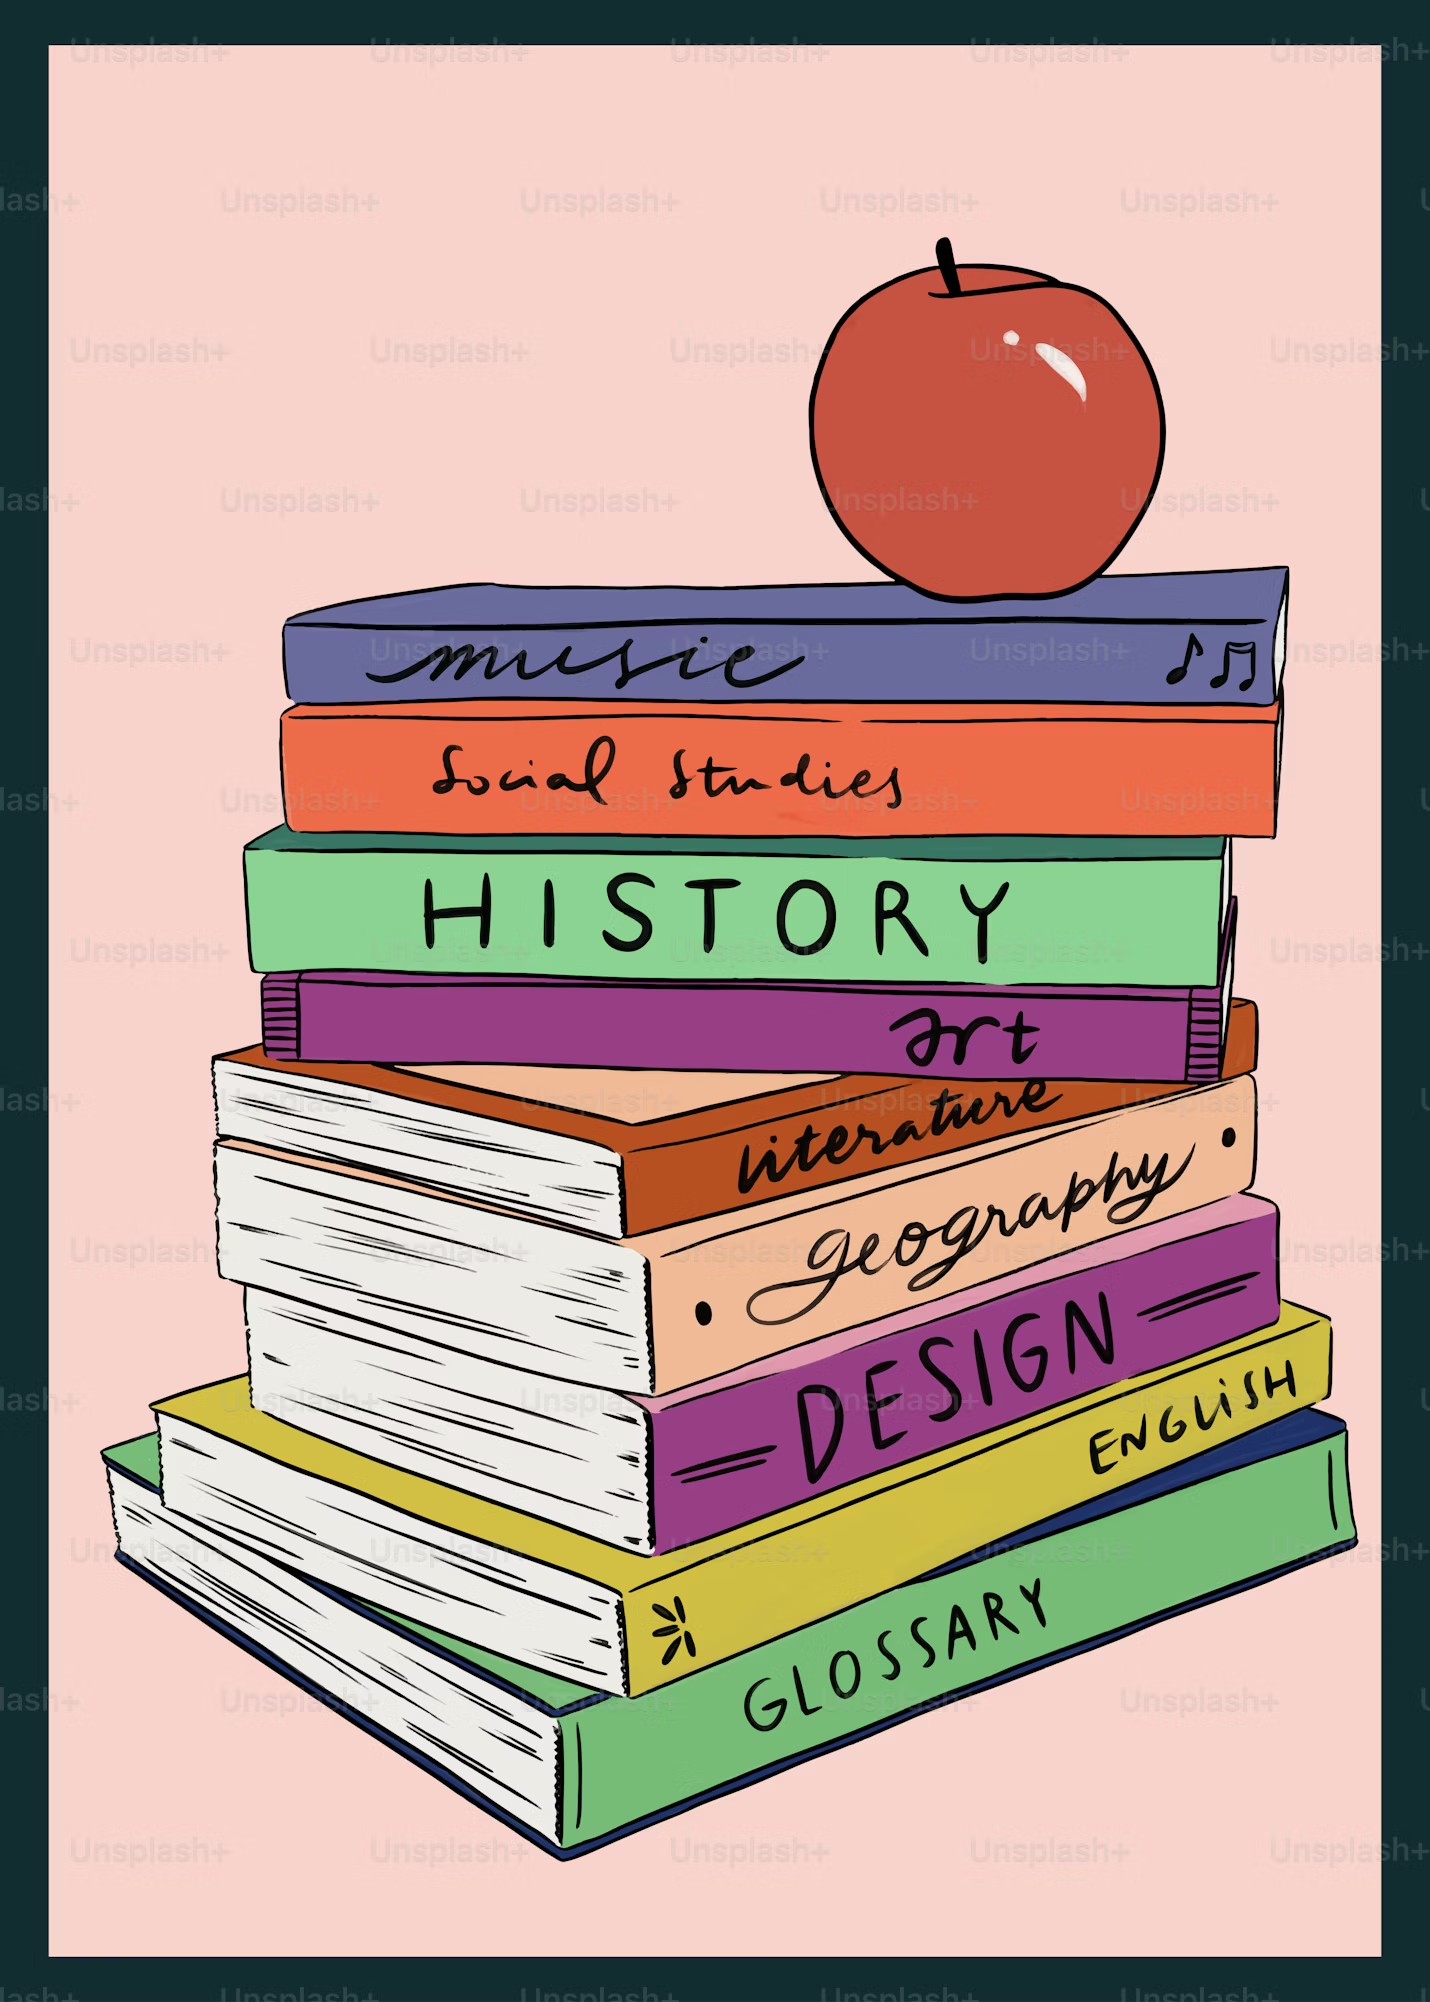 music
Social Studies
HISTORY
art
literature
geography
DESIGN
ENGLiSH
GLOSSARY
Unsplash+